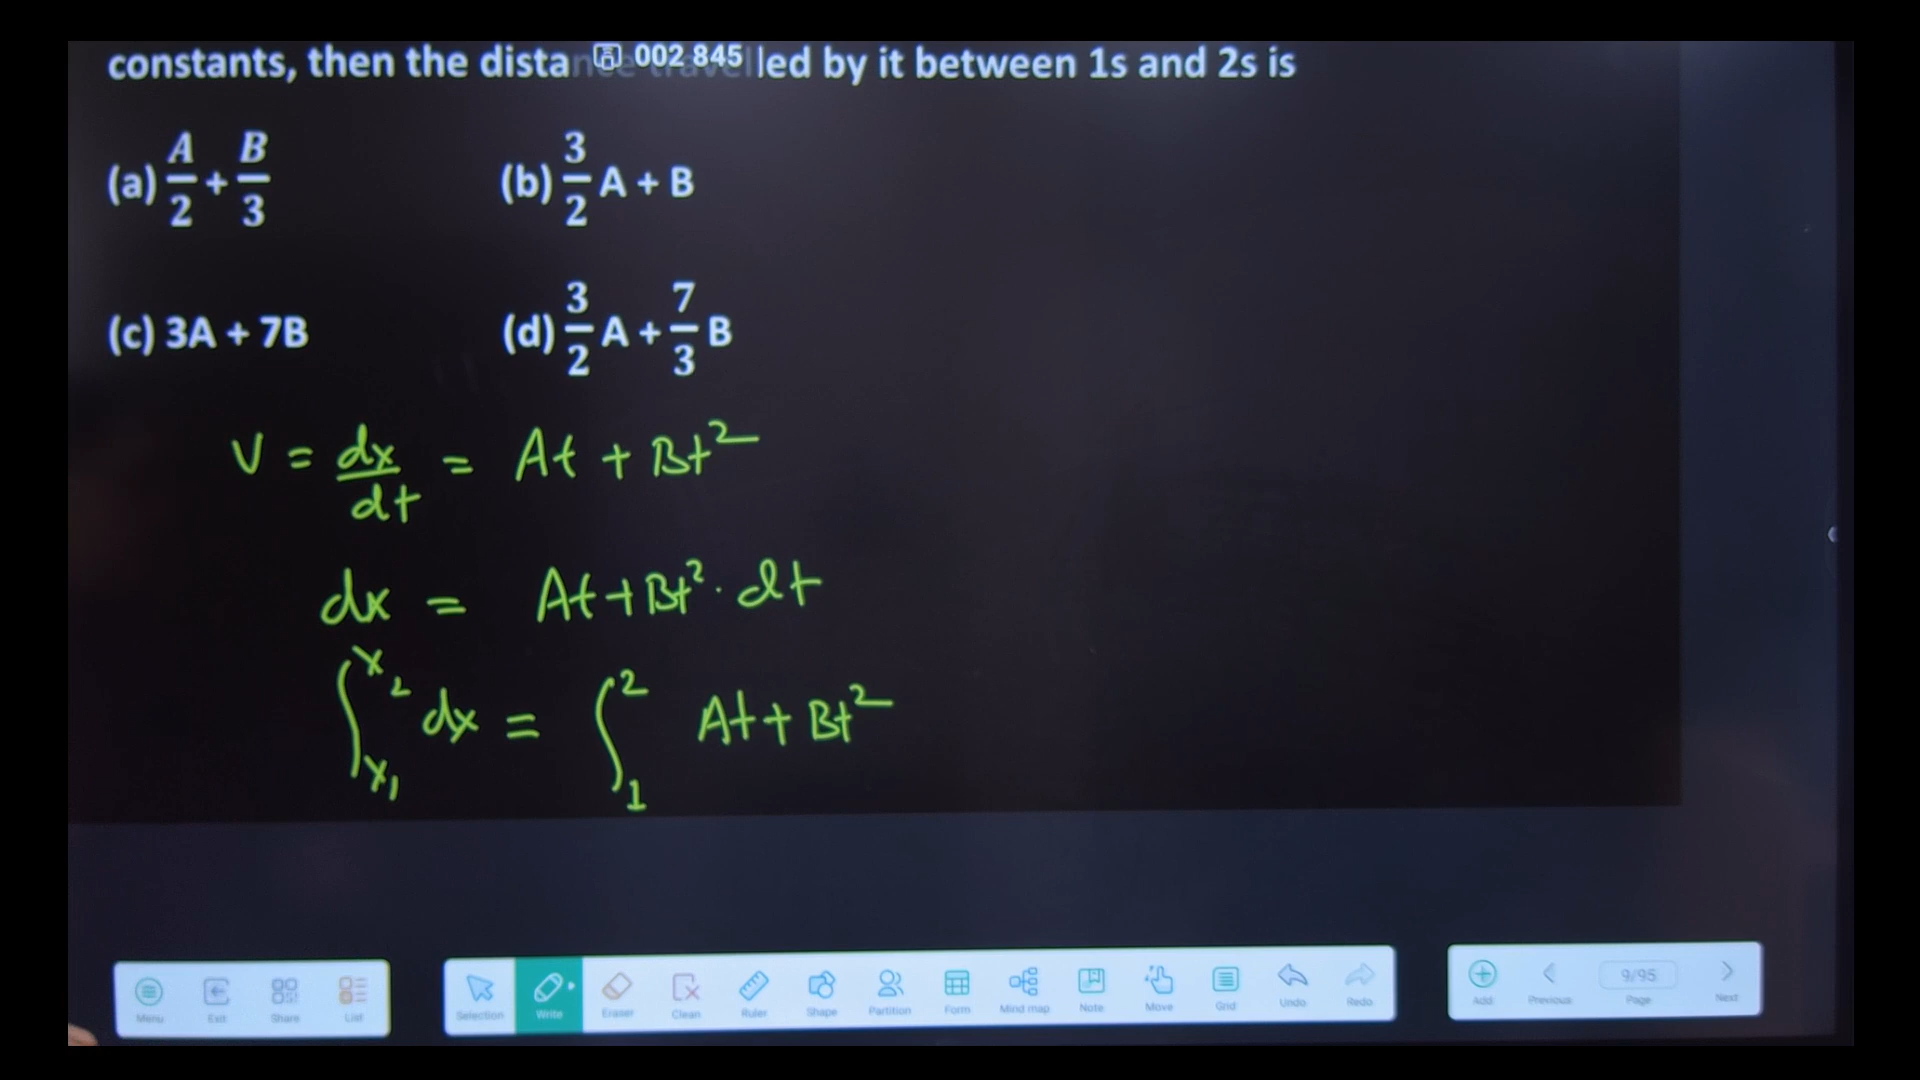 constants, then the dista 002 845 led by it between 1s and 2s is
(a) A/2 + B/3 (b) 3/2 A + B
(c) 3A + 7B (d) 3/2 A + 7/3 B
V = dx/dt = At + Bt²
dx = At + Bt² · dt
∫_{x₁}^{x₂} dx = ∫_{1}^{2} At + Bt²
Menu Exit Share List Selection Write Eraser Clean Ruler Shape Partition Form Mind map Note Move Grid Undo Redo Add Previous 9/95 Page Next